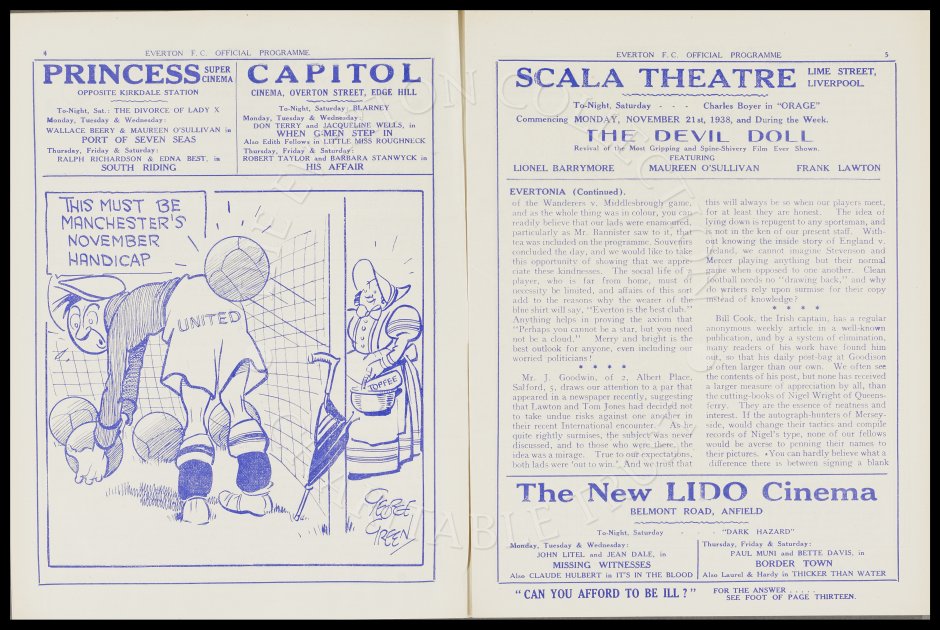 4
EVERTON F.C. OFFICIAL PROGRAMME
PRINCESS SUPER CINEMA
OPPOSITE KIRKDALE STATION
To-Night, Sat.: THE DIVORCE OF LADY X
Monday, Tuesday & Wednesday:
WALLACE BEERY & MAUREEN O'SULLIVAN in
PORT OF SEVEN SEAS
Thursday, Friday & Saturday:
RALPH RICHARDSON & EDNA BEST, in
SOUTH RIDING
CAPITOL
CINEMA, OVERTON STREET, EDGE HILL
To-Night, Saturday: BLARNEY
Monday, Tuesday & Wednesday:
DON TERRY and JACQUELINE WELLS, in
WHEN G-MEN STEP IN
Also Edith Fellows in LITTLE MISS ROUGHNECK
Thursday, Friday & Saturday:
ROBERT TAYLOR and BARBARA STANWYCK in
HIS AFFAIR
THIS MUST BE
MANCHESTER'S
NOVEMBER
HANDICAP
UNITED
TOFFEE
GEORGE
GREEN
EVERTON F.C. OFFICIAL PROGRAMME
5
SCALA THEATRE LIME STREET,
LIVERPOOL.
To-Night, Saturday - - - Charles Boyer in "ORAGE"
Commencing MONDAY, NOVEMBER 21st, 1938, and During the Week.
THE DEVIL DOLL
Revival of the Most Gripping and Spine-Shivery Film Ever Shown.
FEATURING
LIONEL BARRYMORE MAUREEN O'SULLIVAN FRANK LAWTON
EVERTONIA (Continued).
of the Wanderers v. Middlesbrough game,
and as the whole thing was in colour, you can
readily believe that our lads were enamoured,
particularly as Mr. Bannister saw to it, that
tea was included on the programme. Souvenirs
concluded the day, and we would like to take
this opportunity of showing that we appre-
ciate these kindnesses. The social life of a
player, who is far from home, must of
necessity be limited, and affairs of this sort
add to the reasons why the wearer of the
blue shirt will say, "Everton is the best club."
Anything helps in proving the axiom that
"Perhaps you cannot be a star, but you need
not be a cloud." Merry and bright is the
best outlook for anyone, even including our
worried politicians!
* * * *
Mr. J. Goodwin, of 2, Albert Place,
Salford, 5, draws our attention to a par that
appeared in a newspaper recently, suggesting
that Lawton and Tom Jones had decided not
to take undue risks against one another in
their recent International encounter. As he
quite rightly surmises, the subject was never
discussed, and to those who were there, the
idea was a mirage. True to our expectations,
both lads were 'out to win.' And we trust that
this will always be so when our players meet,
for at least they are honest. The idea of
lying down is repugnent to any sportsman, and
is not in the ken of our present staff. With-
out knowing the inside story of England v.
Ireland, we cannot imagine Stevenson and
Mercer playing anything but their normal
game when opposed to one another. Clean
football needs no "drawing back," and why
do writers rely upon surmise for their copy
instead of knowledge?
* * * *
Bill Cook, the Irish captain, has a regular
anonymous weekly article in a well-known
publication, and by a system of elimination,
many readers of his work have found him
out, so that his daily post-bag at Goodison
is often larger than our own. We often see
the contents of his post, but none has received
a larger measure of appreciation by all, than
the cutting-books of Nigel Wright of Queens-
ferry. They are the essence of neatness and
interest. If the autograph-hunters of Mersey-
side, would change their tactics and compile
records of Nigel's type, none of our fellows
would be averse to penning their names to
their pictures. You can hardly believe what a
difference there is between signing a blank
The New LIDO Cinema
BELMONT ROAD, ANFIELD
To-Night, Saturday - - "DARK HAZARD"
Monday, Tuesday & Wednesday:
JOHN LITEL and JEAN DALE, in
MISSING WITNESSES
Also CLAUDE HULBERT in IT'S IN THE BLOOD
Thursday, Friday & Saturday:
PAUL MUNI and BETTE DAVIS, in
BORDER TOWN
Also Laurel & Hardy in THICKER THAN WATER
"CAN YOU AFFORD TO BE ILL?" FOR THE ANSWER .....
SEE FOOT OF PAGE THIRTEEN.